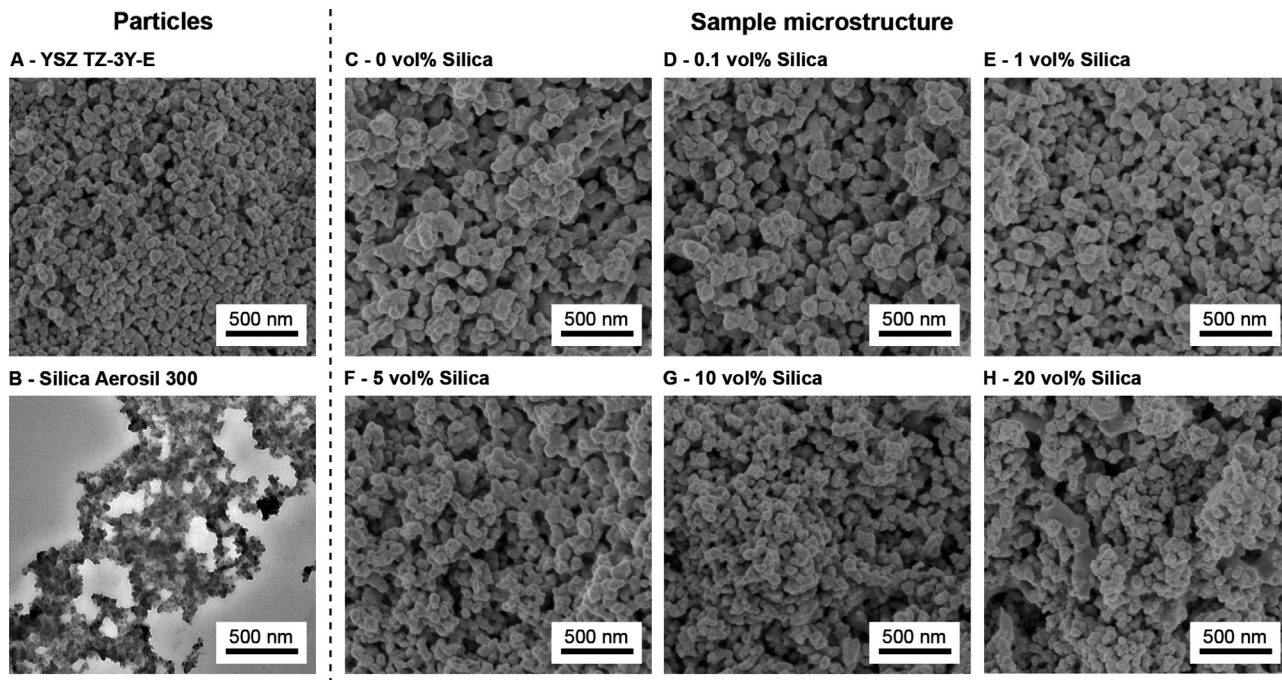 Particles
Sample microstructure
A - YSZ TZ-3Y-E
C - 0 vol% Silica
D - 0.1 vol% Silica
E - 1 vol% Silica
500 nm
500 nm
500 nm
500 nm
B - Silica Aerosil 300
F - 5 vol% Silica
G - 10 vol% Silica
H - 20 vol% Silica
500 nm
500 nm
500 nm
500 nm